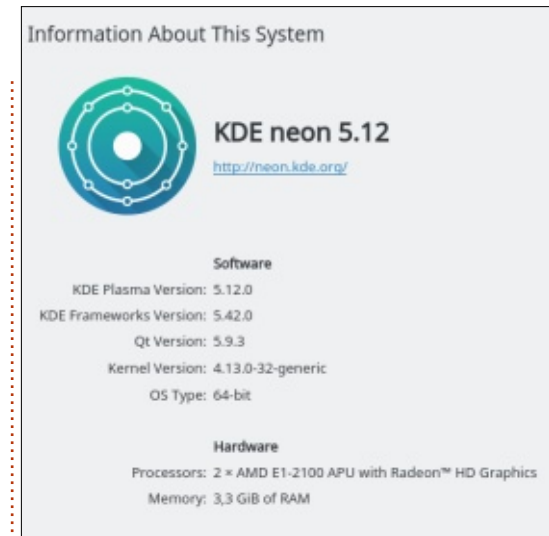 Information About This System
KDE neon 5.12
http://neon.kde.org/
Software
KDE Plasma Version: 5.12.0
KDE Frameworks Version: 5.42.0
Qt Version: 5.9.3
Kernel Version: 4.13.0-32-generic
OS Type: 64-bit
Hardware
Processors: 2 × AMD E1-2100 APU with Radeon™ HD Graphics
Memory: 3,3 GiB of RAM